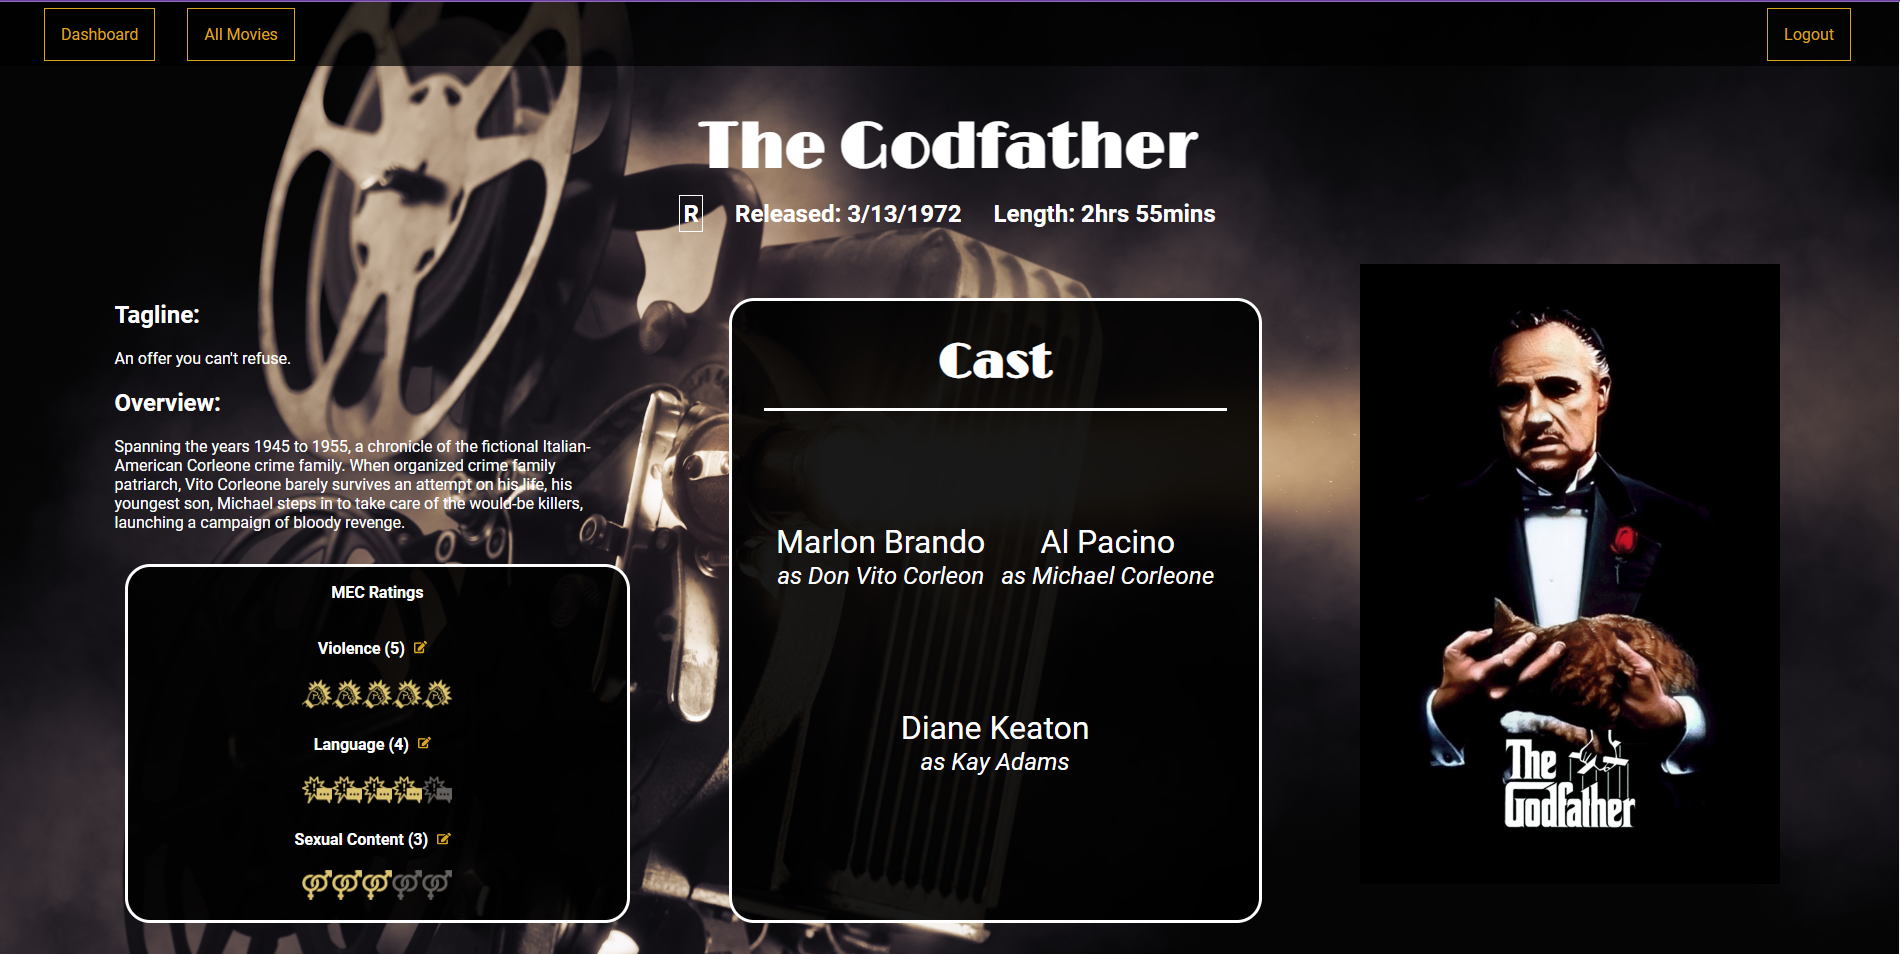 Dashboard
All Movies
Logout
The Godfather
R Released: 3/13/1972 Length: 2hrs 55mins
Tagline:
An offer you can't refuse.
Overview:
Spanning the years 1945 to 1955, a chronicle of the fictional Italian-
American Corleone crime family. When organized crime family
patriarch, Vito Corleone barely survives an attempt on his life, his
youngest son, Michael steps in to take care of the would-be killers,
launching a campaign of bloody revenge.
MEC Ratings
Violence (5)
Language (4)
Sexual Content (3)
Cast
Marlon Brando
as Don Vito Corleon
Al Pacino
as Michael Corleone
Diane Keaton
as Kay Adams
The
Godfather